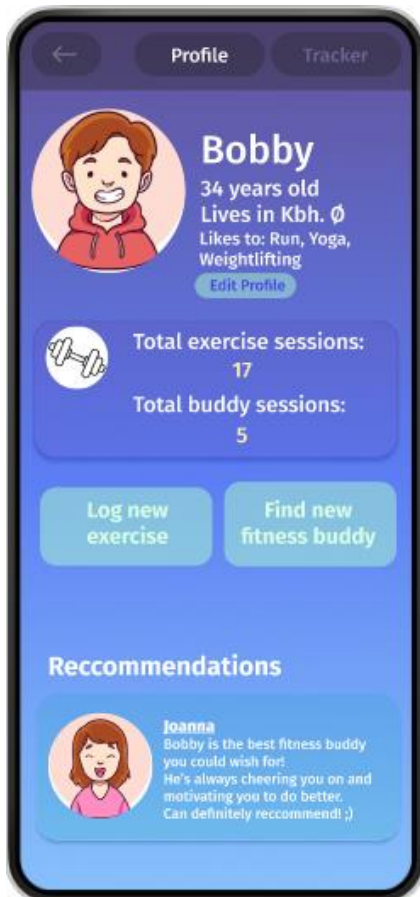 Profile
Tracker
Bobby
34 years old
Lives in Kbh. Ø
Likes to: Run, Yoga,
Weightlifting
Edit Profile
Total exercise sessions:
17
Total buddy sessions:
5
Log new
exercise
Find new
fitness buddy
Reccommendations
Joanna
Bobby is the best fitness buddy
you could wish for!
He's always cheering you on and
motivating you to do better.
Can definitely reccommend! ;)